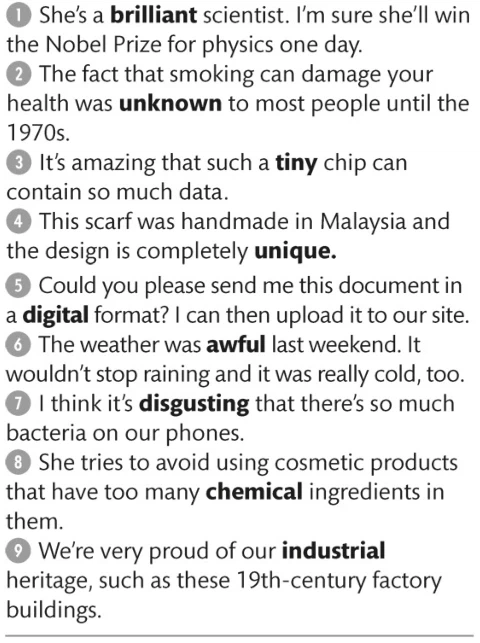 1 She’s a brilliant scientist. I’m sure she’ll win
the Nobel Prize for physics one day.
2 The fact that smoking can damage your
health was unknown to most people until the
1970s.
3 It’s amazing that such a tiny chip can
contain so much data.
4 This scarf was handmade in Malaysia and
the design is completely unique.
5 Could you please send me this document in
a digital format? I can then upload it to our site.
6 The weather was awful last weekend. It
wouldn’t stop raining and it was really cold, too.
7 I think it’s disgusting that there’s so much
bacteria on our phones.
8 She tries to avoid using cosmetic products
that have too many chemical ingredients in
them.
9 We’re very proud of our industrial
heritage, such as these 19th-century factory
buildings.